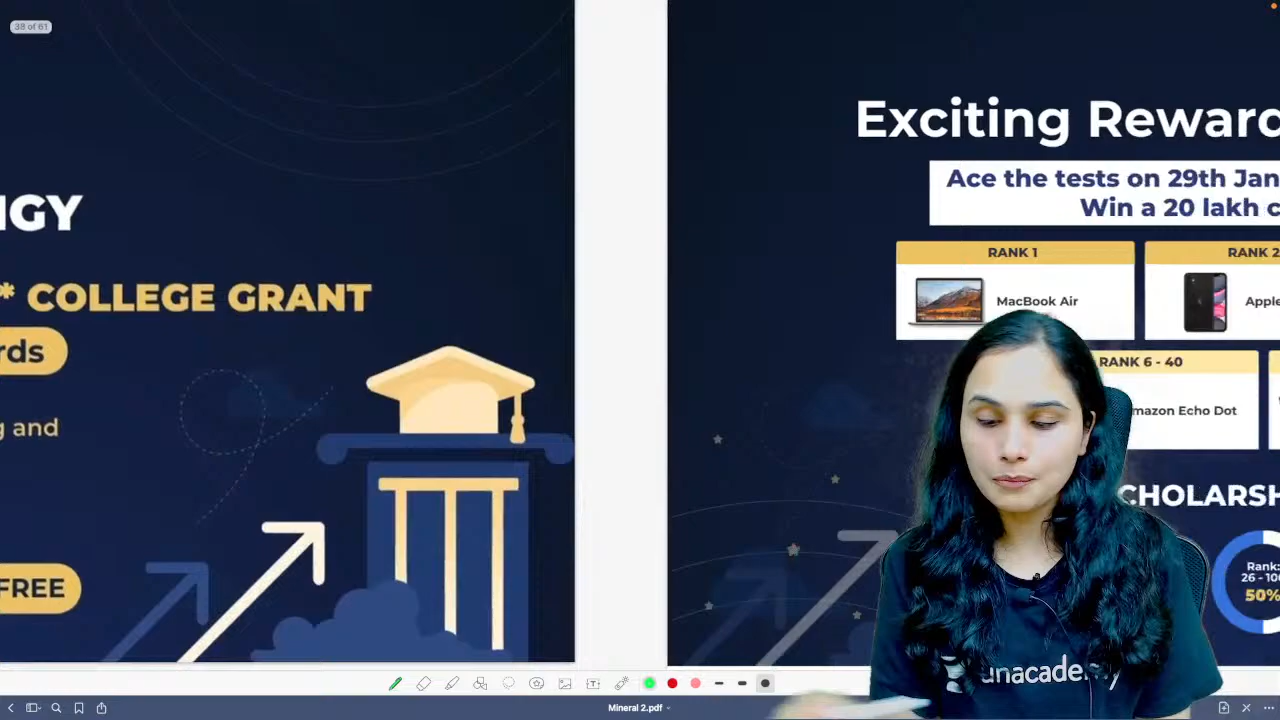 38 of 61
IGY
* COLLEGE GRANT
rds
g and
FREE
Exciting Reward
Ace the tests on 29th Jan
Win a 20 lakh c
RANK 1
RANK 2
MacBook Air
Apple
RANK 6 - 40
mazon Echo Dot
CHOLARSH
Rank:
26 - 100
50%
unacademy
Mineral 2.pdf